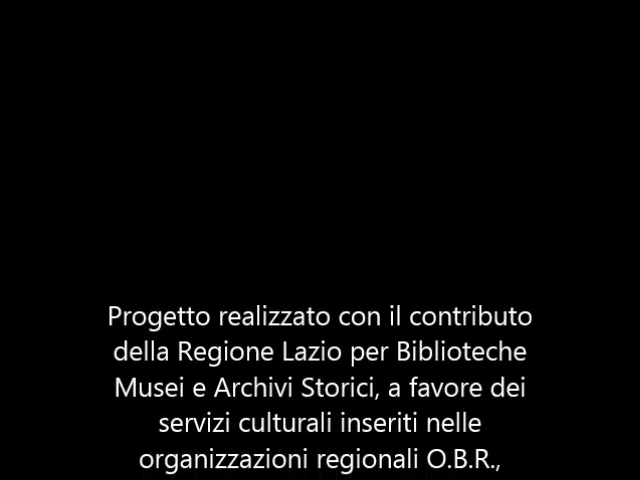 Progetto realizzato con il contributo
della Regione Lazio per Biblioteche
Musei e Archivi Storici, a favore dei
servizi culturali inseriti nelle
organizzazioni regionali O.B.R.,